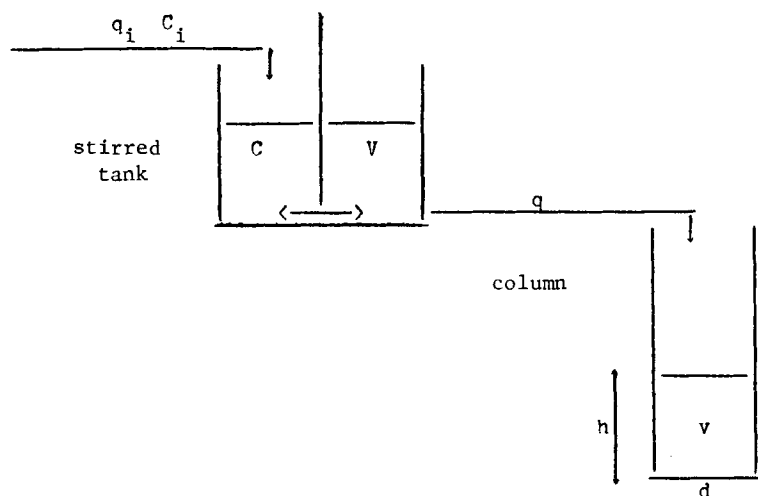 q_i C_i
stirred
tank
C V
q
column
h
v
d